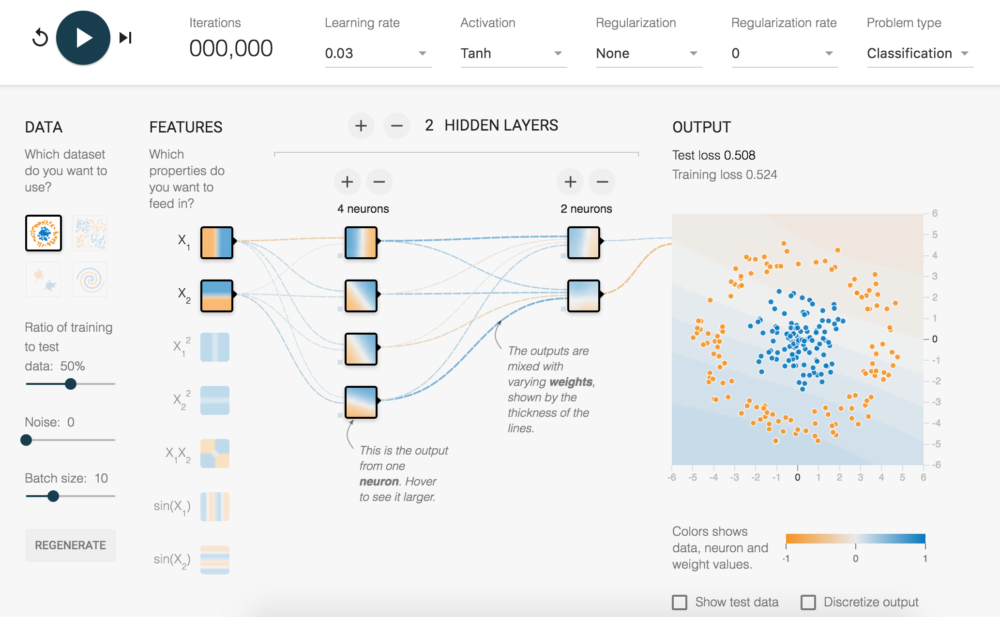 Iterations
000,000
Learning rate
0.03
Activation
Tanh
Regularization
None
Regularization rate
0
Problem type
Classification
DATA
Which dataset
do you want to
use?
Ratio of training
to test
data: 50%
Noise: 0
Batch size: 10
REGENERATE
FEATURES
Which
properties do
you want to
feed in?
X1
X2
X1^2
X2^2
X1X2
sin(X1)
sin(X2)
+ − 2 HIDDEN LAYERS
+ −
4 neurons
+ −
2 neurons
This is the output
from one
neuron. Hover
to see it larger.
The outputs are
mixed with
varying weights,
shown by the
thickness of the
lines.
OUTPUT
Test loss 0.508
Training loss 0.524
6
5
4
3
2
1
0
-1
-2
-3
-4
-5
-6
-6 -5 -4 -3 -2 -1 0 1 2 3 4 5 6
Colors shows
data, neuron and
weight values.
-1 0 1
Show test data
Discretize output